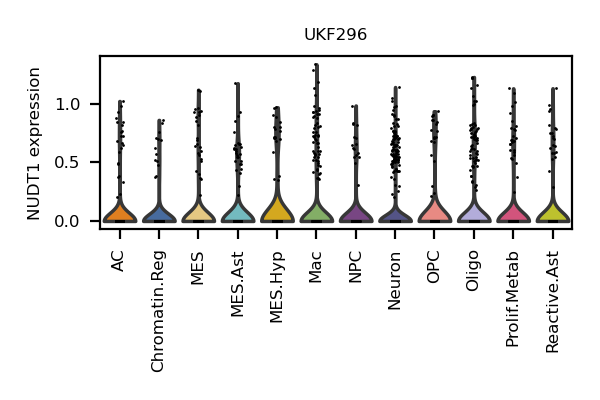 UKF296
NUDT1 expression
1.0
0.5
0.0
AC
Chromatin.Reg
MES
MES.Ast
MES.Hyp
Mac
NPC
Neuron
OPC
Oligo
Prolif.Metab
Reactive.Ast